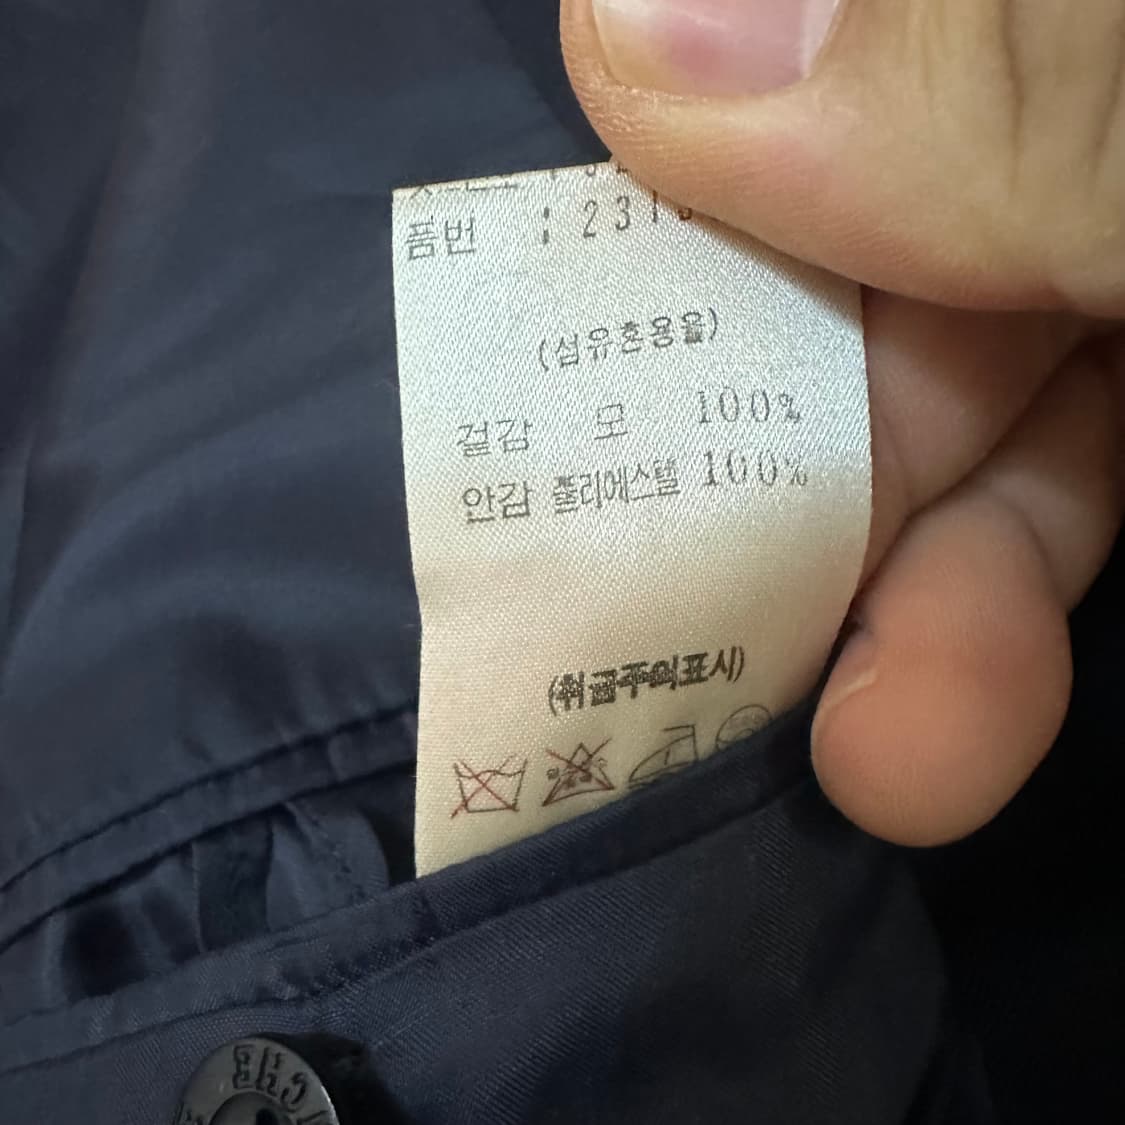 품번 : 231
(섬유혼용율)
겉감 모 100%
안감 폴리에스텔 100%
(취급주의표시)